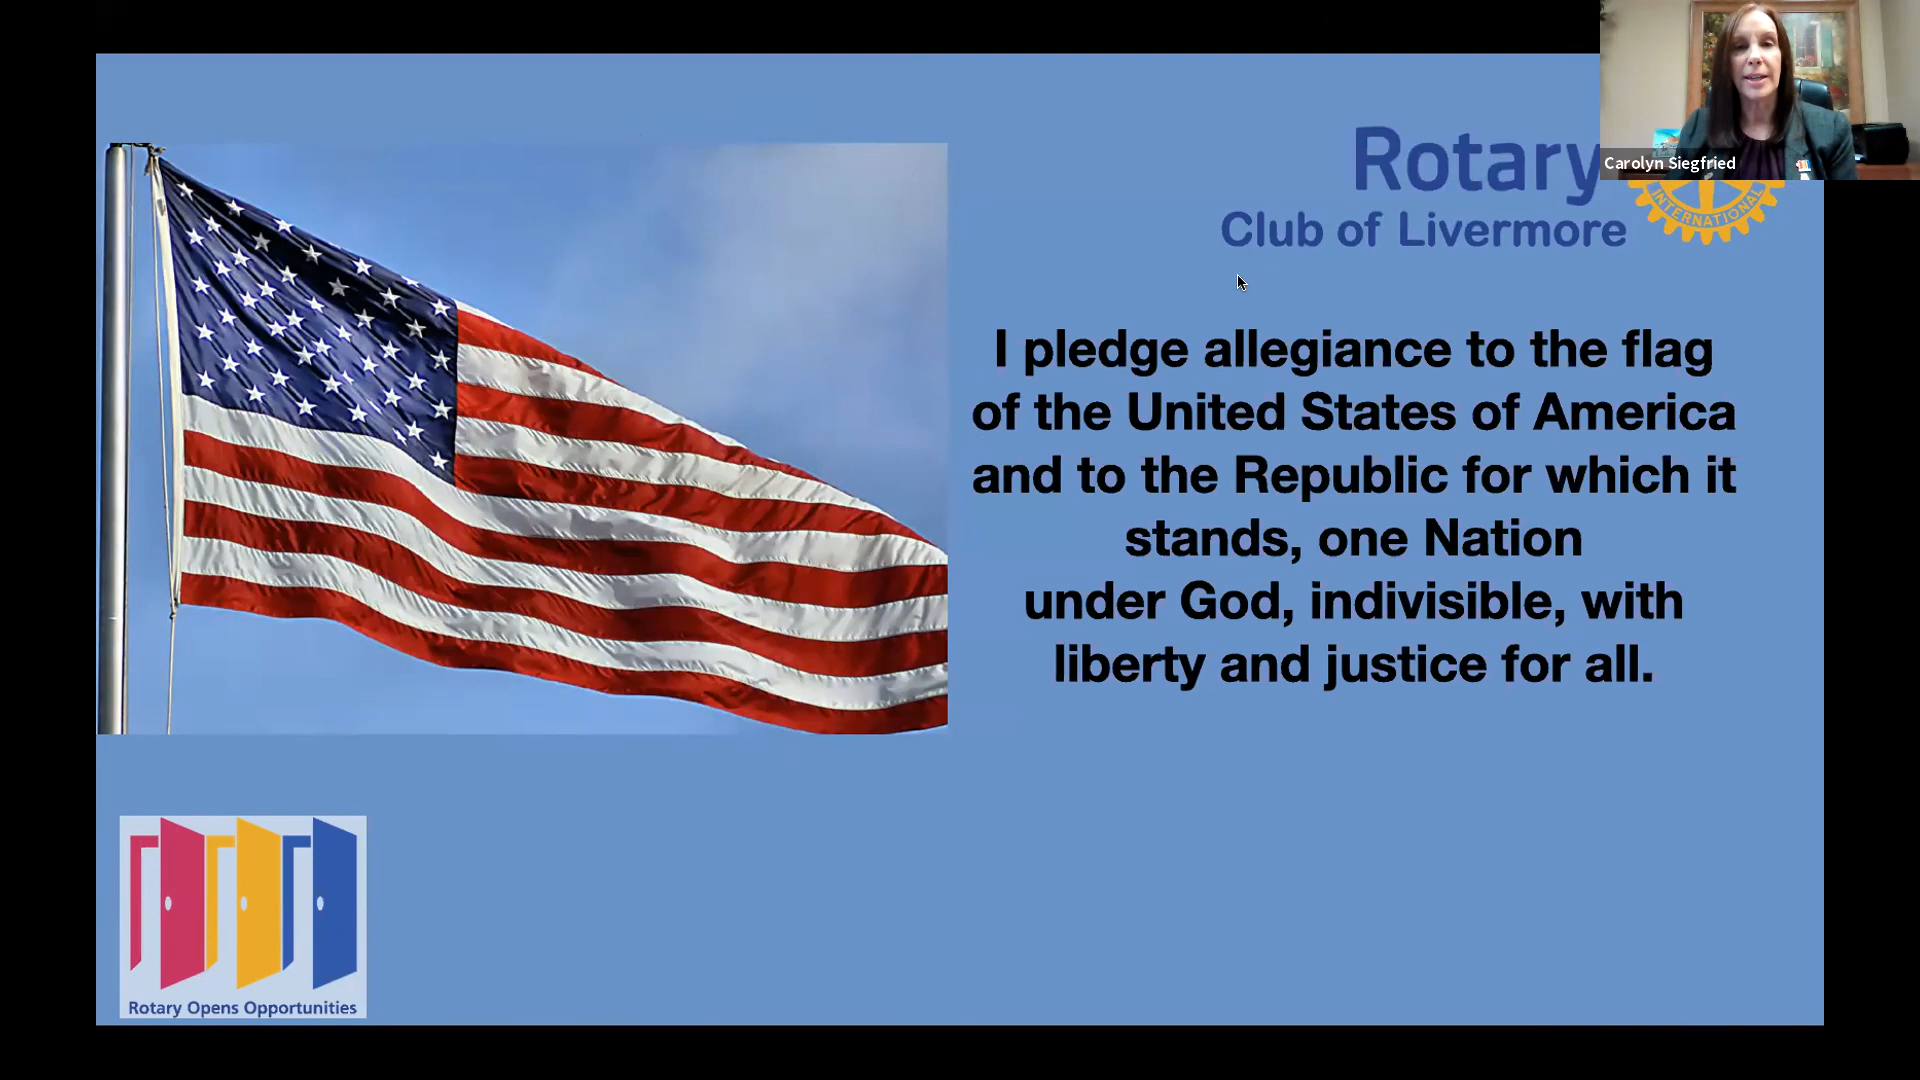 Carolyn Siegfried
Rotary
Club of Livermore
INTERNATIONAL
I pledge allegiance to the flag
of the United States of America
and to the Republic for which it
stands, one Nation
under God, indivisible, with
liberty and justice for all.
Rotary Opens Opportunities